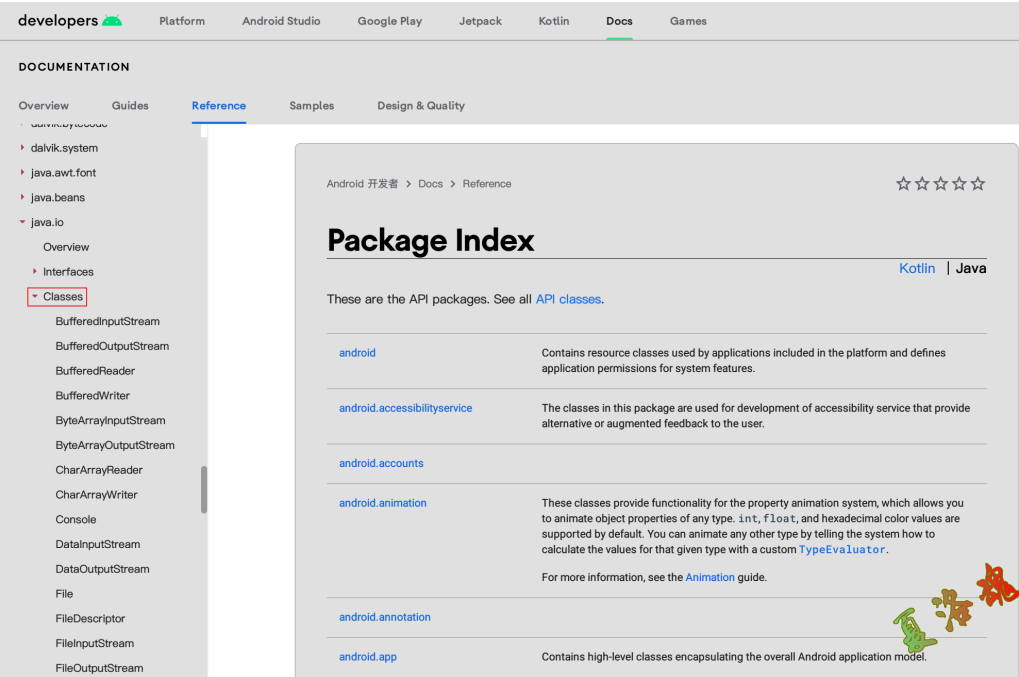 developers
Platform
Android Studio
Google Play
Jetpack
Kotlin
Docs
Games
DOCUMENTATION
Overview
Guides
Reference
Samples
Design & Quality
dalvik.bytecode
dalvik.system
java.awt.font
java.beans
java.io
Overview
Interfaces
Classes
BufferedInputStream
BufferedOutputStream
BufferedReader
BufferedWriter
ByteArrayInputStream
ByteArrayOutputStream
CharArrayReader
CharArrayWriter
Console
DataInputStream
DataOutputStream
File
FileDescriptor
FileInputStream
FileOutputStream
Android 开发者 > Docs > Reference
Package Index
Kotlin | Java
These are the API packages. See all API classes.
android
Contains resource classes used by applications included in the platform and defines
application permissions for system features.
android.accessibilityservice
The classes in this package are used for development of accessibility service that provide
alternative or augmented feedback to the user.
android.accounts
android.animation
These classes provide functionality for the property animation system, which allows you
to animate object properties of any type. int, float, and hexadecimal color values are
supported by default. You can animate any other type by telling the system how to
calculate the values for that given type with a custom TypeEvaluator.
For more information, see the Animation guide.
android.annotation
android.app
Contains high-level classes encapsulating the overall Android application model.